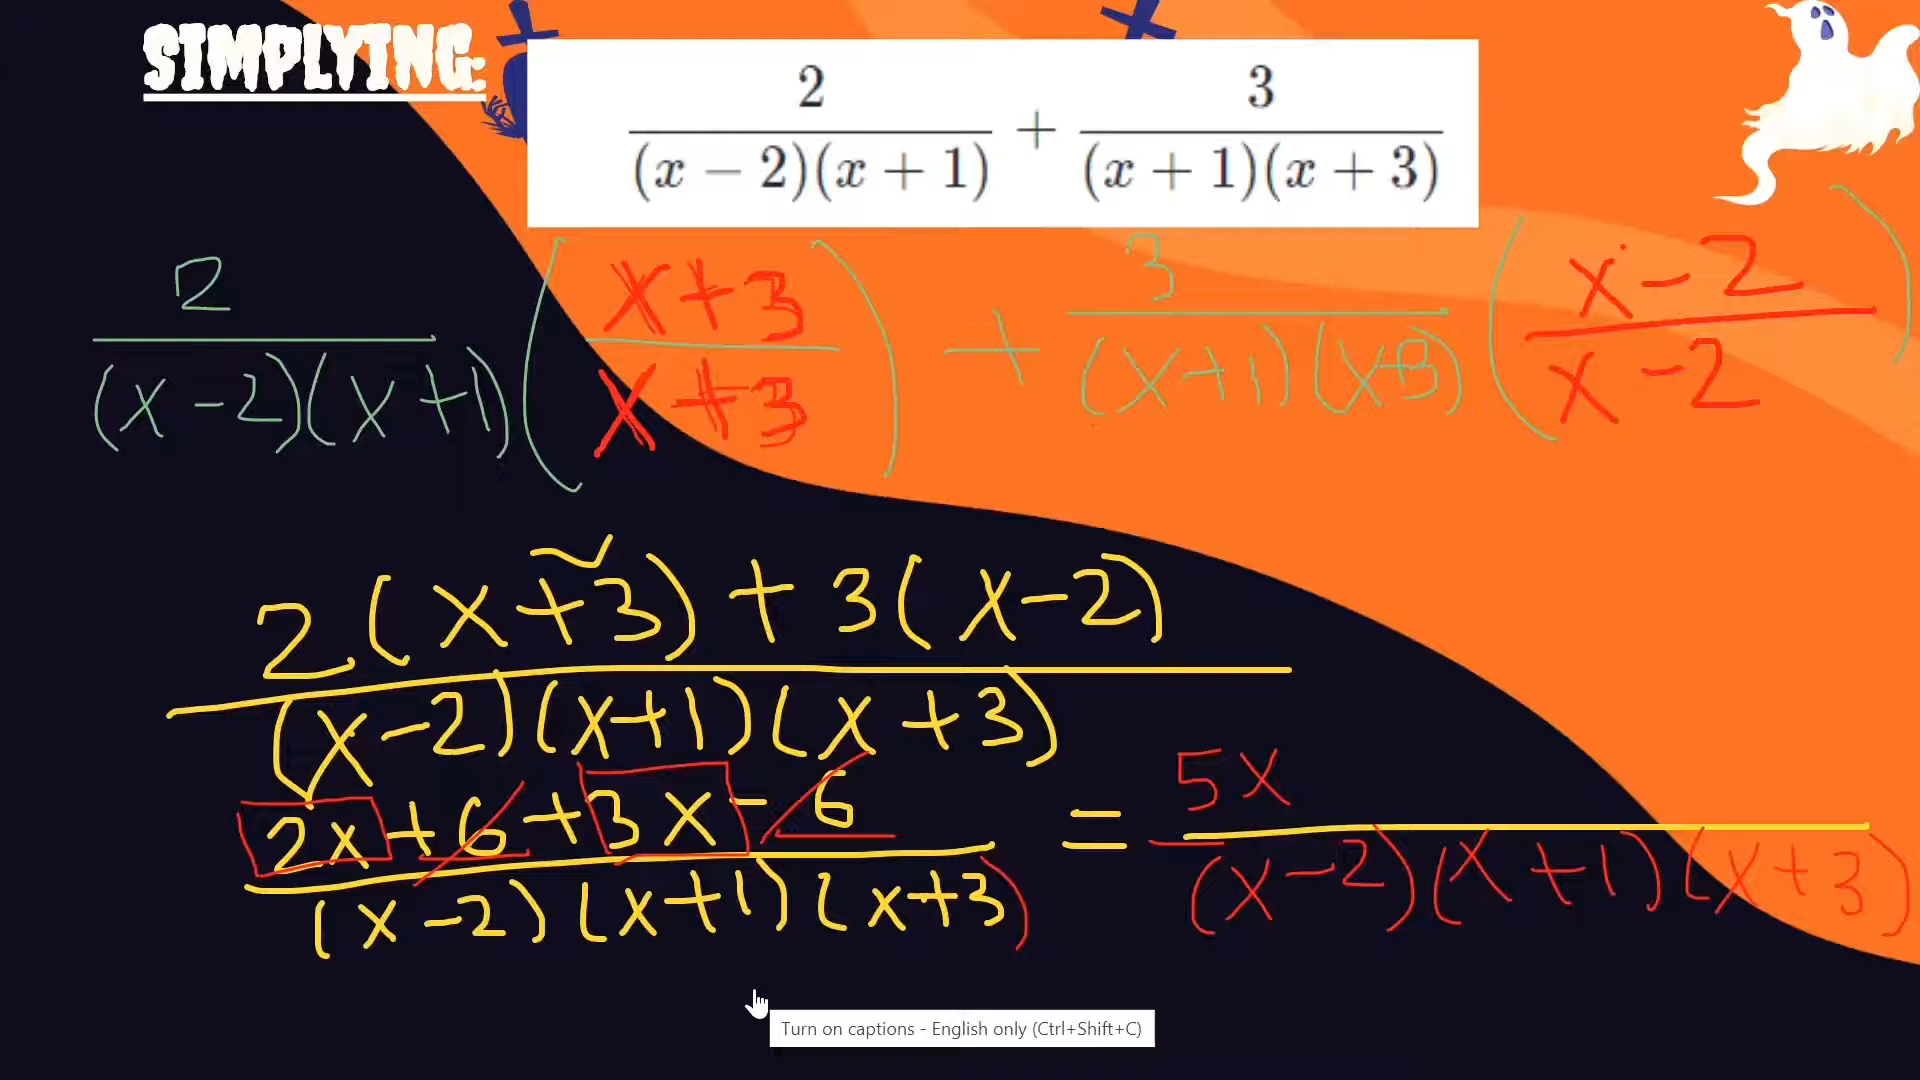 SIMPLYING:
2/((x − 2)(x + 1)) + 3/((x + 1)(x + 3))
2/((x-2)(x+1)) ((x+3)/(x+3)) + 3/((x+1)(x+3)) ((x-2)/(x-2))
(2(x+3)+3(x-2))/((x-2)(x+1)(x+3))
(2x+6+3x-6)/((x-2)(x+1)(x+3)) = 5x/((x-2)(x+1)(x+3))
Turn on captions - English only (Ctrl+Shift+C)